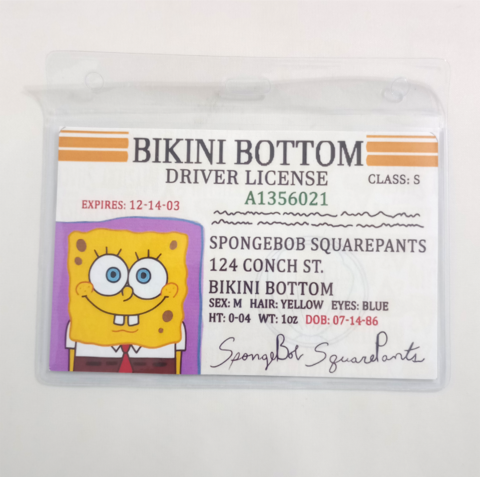 BIKINI BOTTOM
DRIVER LICENSE
CLASS: S
A1356021
EXPIRES: 12-14-03
SPONGEBOB SQUAREPANTS
124 CONCH ST.
BIKINI BOTTOM
SEX: M HAIR: YELLOW EYES: BLUE
HT: 0-04 WT: 1oz DOB: 07-14-86
SpongeBob SquarePants